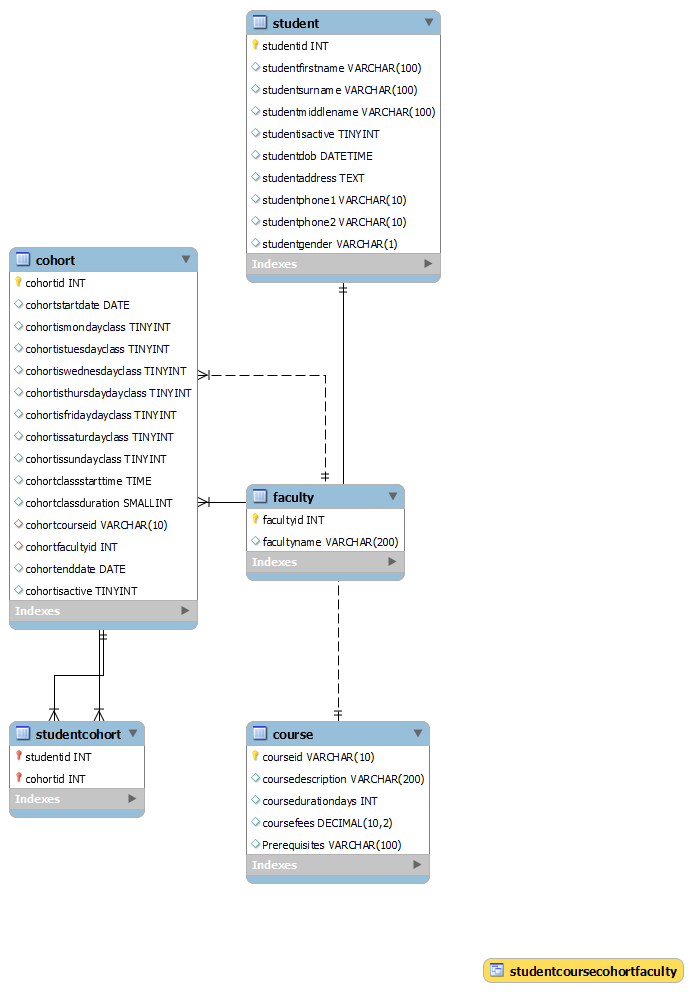 student
studentid INT
studentfirstname VARCHAR(100)
studentsurname VARCHAR(100)
studentmiddlename VARCHAR(100)
studentisactive TINYINT
studentdob DATETIME
studentaddress TEXT
studentphone1 VARCHAR(10)
studentphone2 VARCHAR(10)
studentgender VARCHAR(1)
Indexes
cohort
cohortid INT
cohortstartdate DATE
cohortismondayclass TINYINT
cohortistuesdayclass TINYINT
cohortiswednesdayclass TINYINT
cohortisthursdaydayclass TINYINT
cohortisfridaydayclass TINYINT
cohortissaturdayclass TINYINT
cohortissundayclass TINYINT
cohortclassstarttime TIME
cohortclassduration SMALLINT
cohortcourseid VARCHAR(10)
cohortfacultyid INT
cohortenddate DATE
cohortisactive TINYINT
Indexes
faculty
facultyid INT
facultyname VARCHAR(200)
Indexes
studentcohort
studentid INT
cohortid INT
Indexes
course
courseid VARCHAR(10)
coursedescription VARCHAR(200)
coursedurationdays INT
coursefees DECIMAL(10,2)
Prerequisites VARCHAR(100)
Indexes
studentcoursecohortfaculty